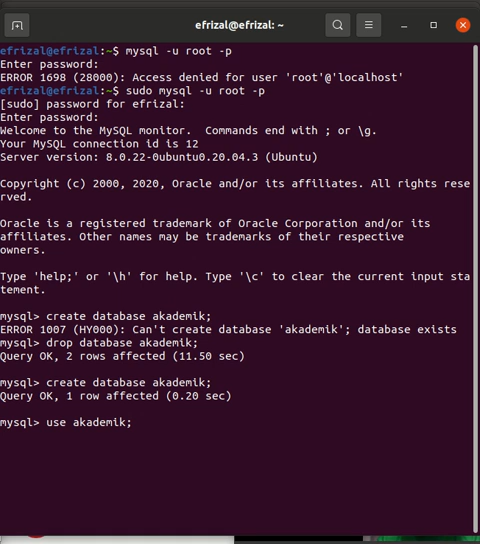 efrizal@efrizal: ~
efrizal@efrizal:~$ mysql -u root -p
Enter password:
ERROR 1698 (28000): Access denied for user 'root'@'localhost'
efrizal@efrizal:~$ sudo mysql -u root -p
[sudo] password for efrizal:
Enter password:
Welcome to the MySQL monitor.  Commands end with ; or \g.
Your MySQL connection id is 12
Server version: 8.0.22-0ubuntu0.20.04.3 (Ubuntu)
Copyright (c) 2000, 2020, Oracle and/or its affiliates. All rights rese
rved.
Oracle is a registered trademark of Oracle Corporation and/or its
affiliates. Other names may be trademarks of their respective
owners.
Type 'help;' or '\h' for help. Type '\c' to clear the current input sta
tement.
mysql> create database akademik;
ERROR 1007 (HY000): Can't create database 'akademik'; database exists
mysql> drop database akademik;
Query OK, 2 rows affected (11.50 sec)
mysql> create database akademik;
Query OK, 1 row affected (0.20 sec)
mysql> use akademik;